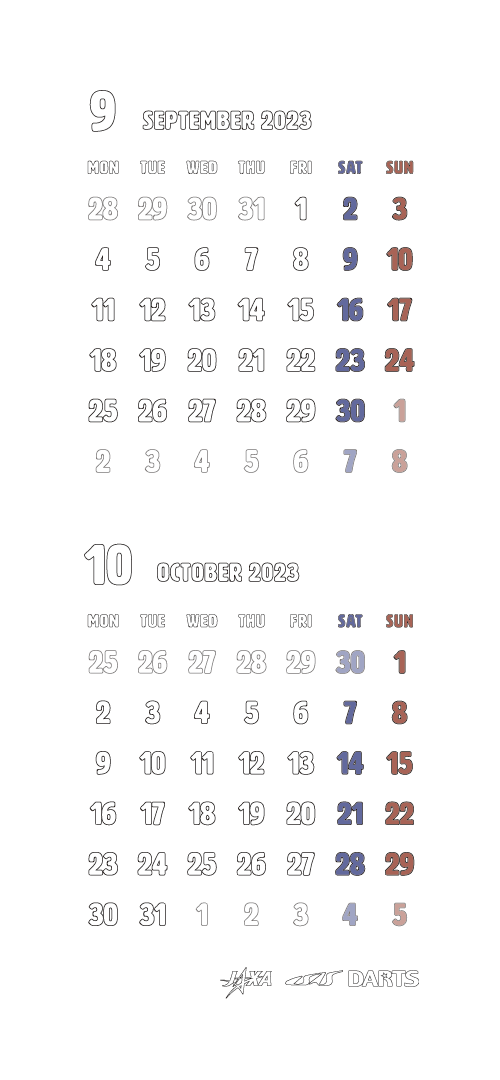 9 SEPTEMBER 2023
MON TUE WED THU FRI SAT SUN
28 29 30 31 1 2 3
4 5 6 7 8 9 10
11 12 13 14 15 16 17
18 19 20 21 22 23 24
25 26 27 28 29 30 1
2 3 4 5 6 7 8
10 OCTOBER 2023
MON TUE WED THU FRI SAT SUN
25 26 27 28 29 30 1
2 3 4 5 6 7 8
9 10 11 12 13 14 15
16 17 18 19 20 21 22
23 24 25 26 27 28 29
30 31 1 2 3 4 5
JAXA ISAS DARTS